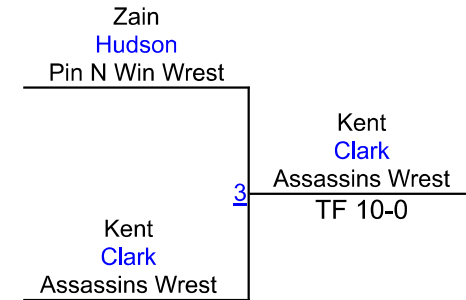 Zain
Hudson
Pin N Win Wrest
Kent
Clark
Assassins Wrest
3
TF 10-0
Kent
Clark
Assassins Wrest